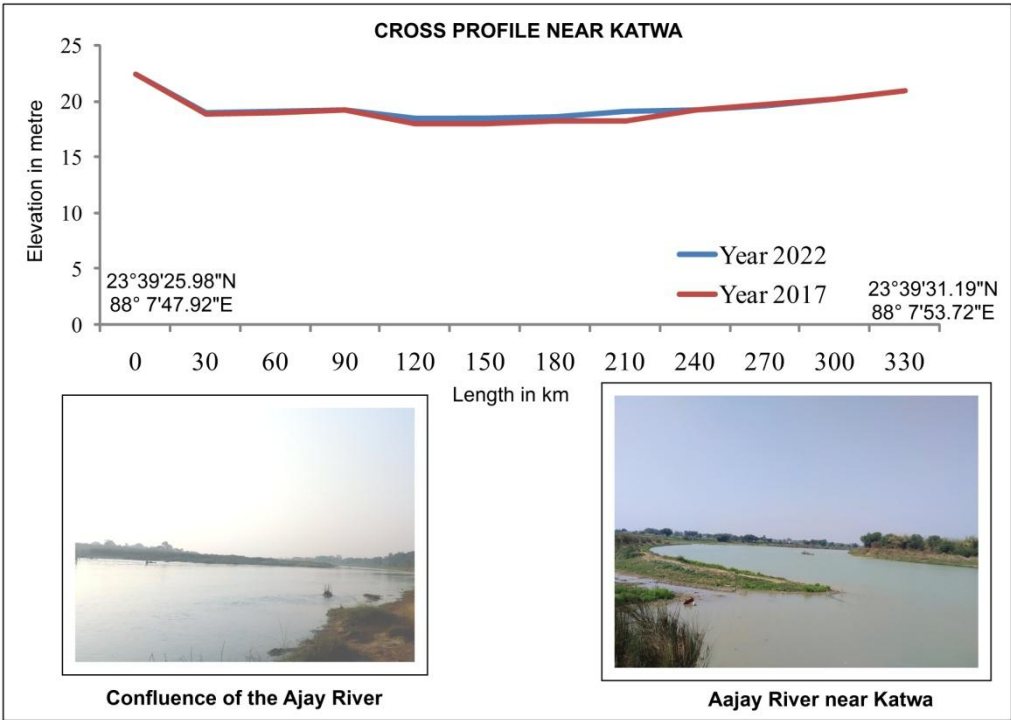 CROSS PROFILE NEAR KATWA
Elevation in metre
25
20
15
10
5
0
23°39'25.98"N
88° 7'47.92"E
Year 2022
Year 2017
23°39'31.19"N
88° 7'53.72"E
0 30 60 90 120 150 180 210 240 270 300 330
Length in km
Confluence of the Ajay River
Aajay River near Katwa